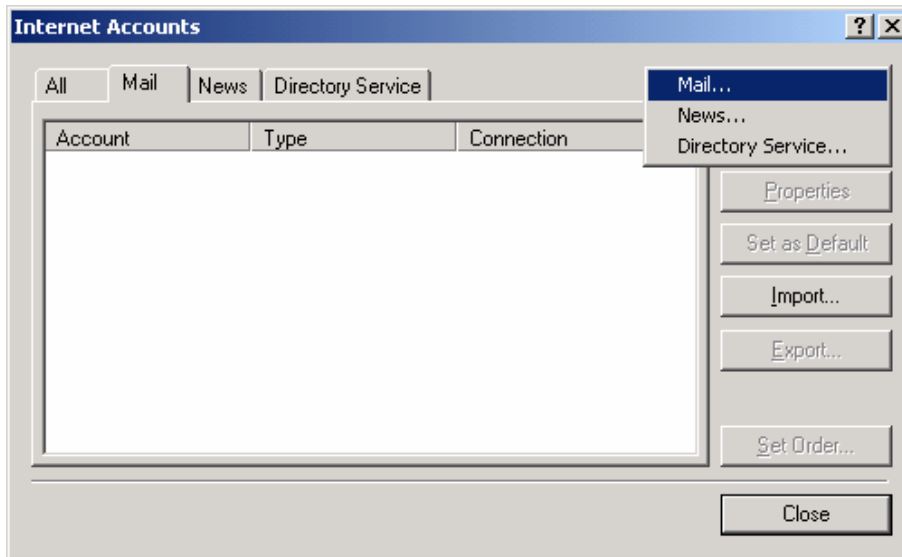 Internet Accounts
All Mail News Directory Service
Mail...
News...
Directory Service...
Account Type Connection
Properties
Set as Default
Import...
Export...
Set Order...
Close